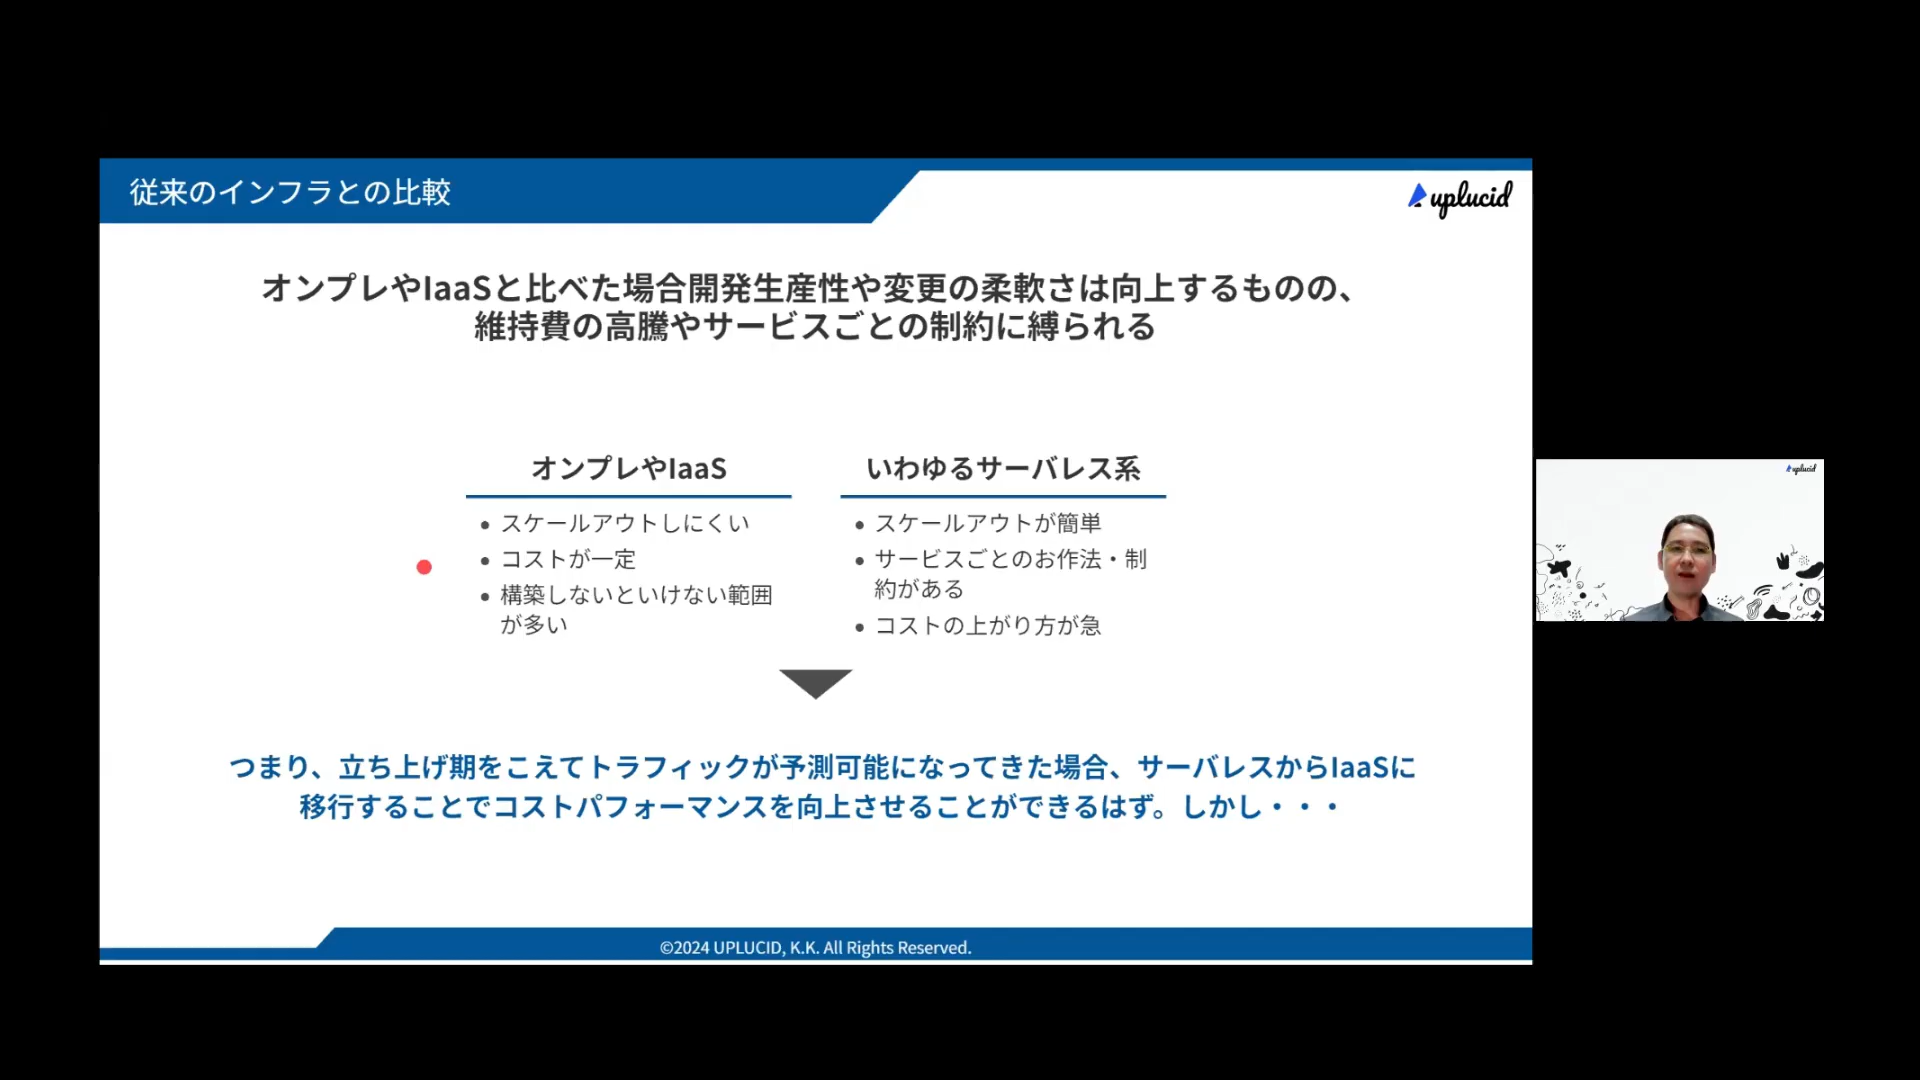 従来のインフラとの比較
uplucid
オンプレやIaaSと比べた場合開発生産性や変更の柔軟さは向上するものの、
維持費の高騰やサービスごとの制約に縛られる
オンプレやIaaS
• スケールアウトしにくい
• コストが一定
• 構築しないといけない範囲
が多い
いわゆるサーバレス系
• スケールアウトが簡単
• サービスごとのお作法・制
約がある
• コストの上がり方が急
つまり、立ち上げ期をこえてトラフィックが予測可能になってきた場合、サーバレスからIaaSに
移行することでコストパフォーマンスを向上させることができるはず。しかし・・・
©2024 UPLUCID, K.K. All Rights Reserved.
uplucid